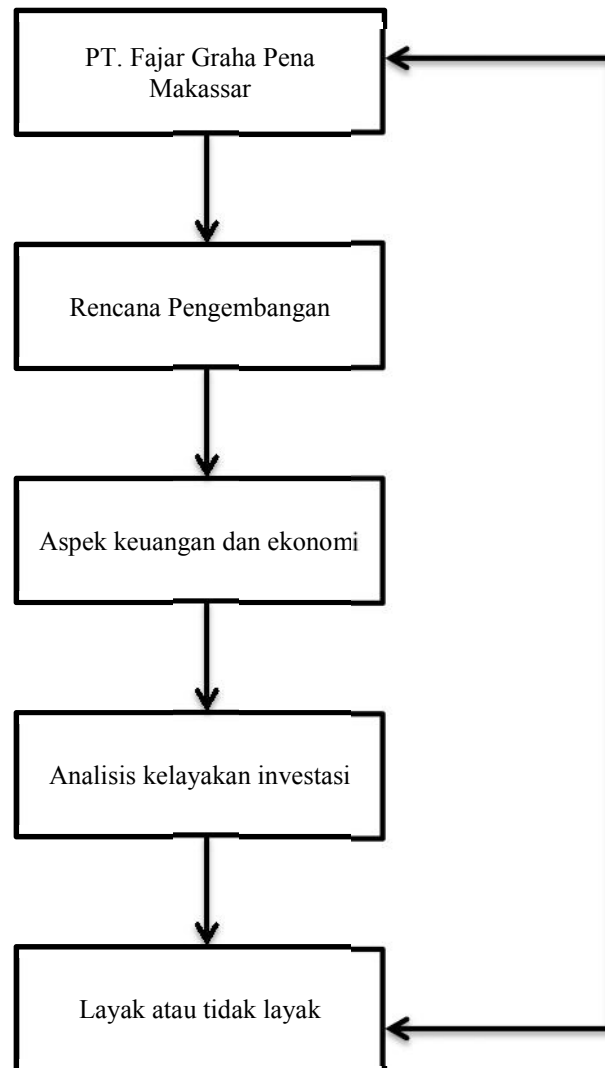 PT. Fajar Graha Pena
Makassar
Rencana Pengembangan
Aspek keuangan dan ekonomi
Analisis kelayakan investasi
Layak atau tidak layak